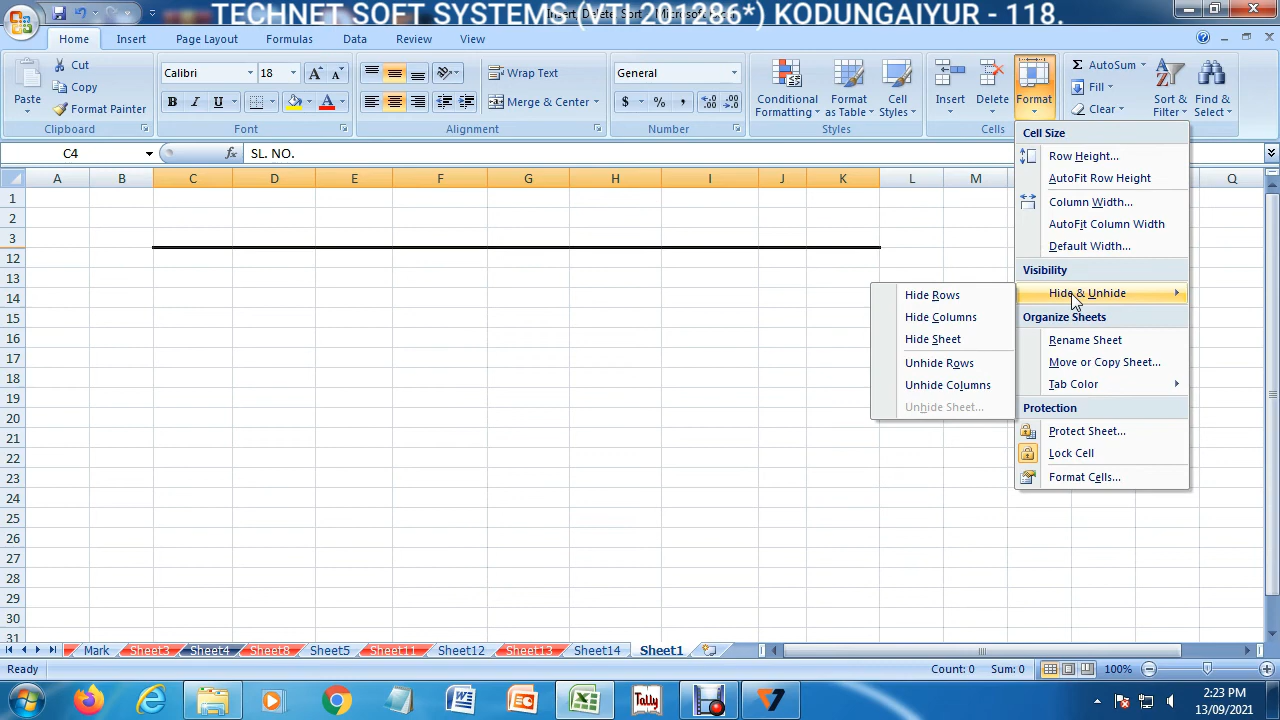 TECHNET SOFT SYSTEMS KODUNGAIYUR - 118.
Home Insert Page Layout Formulas Data Review View
Paste Cut Copy Format Painter
Clipboard
Calibri 18
B I U
Font
Wrap Text
Merge & Center
Alignment
General
$ % ,
Number
Conditional Formatting
Format as Table
Cell Styles
Styles
Insert Delete Format
Cells
AutoSum
Fill
Clear
Sort & Filter
Find & Select
C4 fx SL. NO.
A B C D E F G H I J K L M Q
1
2
3
12
13
14
15
16
17
18
19
20
21
22
23
24
25
26
27
28
29
30
31
Cell Size
Row Height...
AutoFit Row Height
Column Width...
AutoFit Column Width
Default Width...
Visibility
Hide & Unhide
Organize Sheets
Rename Sheet
Move or Copy Sheet...
Tab Color
Protection
Protect Sheet...
Lock Cell
Format Cells...
Hide Rows
Hide Columns
Hide Sheet
Unhide Rows
Unhide Columns
Unhide Sheet...
Mark Sheet3 Sheet4 Sheet8 Sheet5 Sheet11 Sheet12 Sheet13 Sheet14 Sheet1
Ready Count: 0 Sum: 0 100%
Tally
2:23 PM
13/09/2021